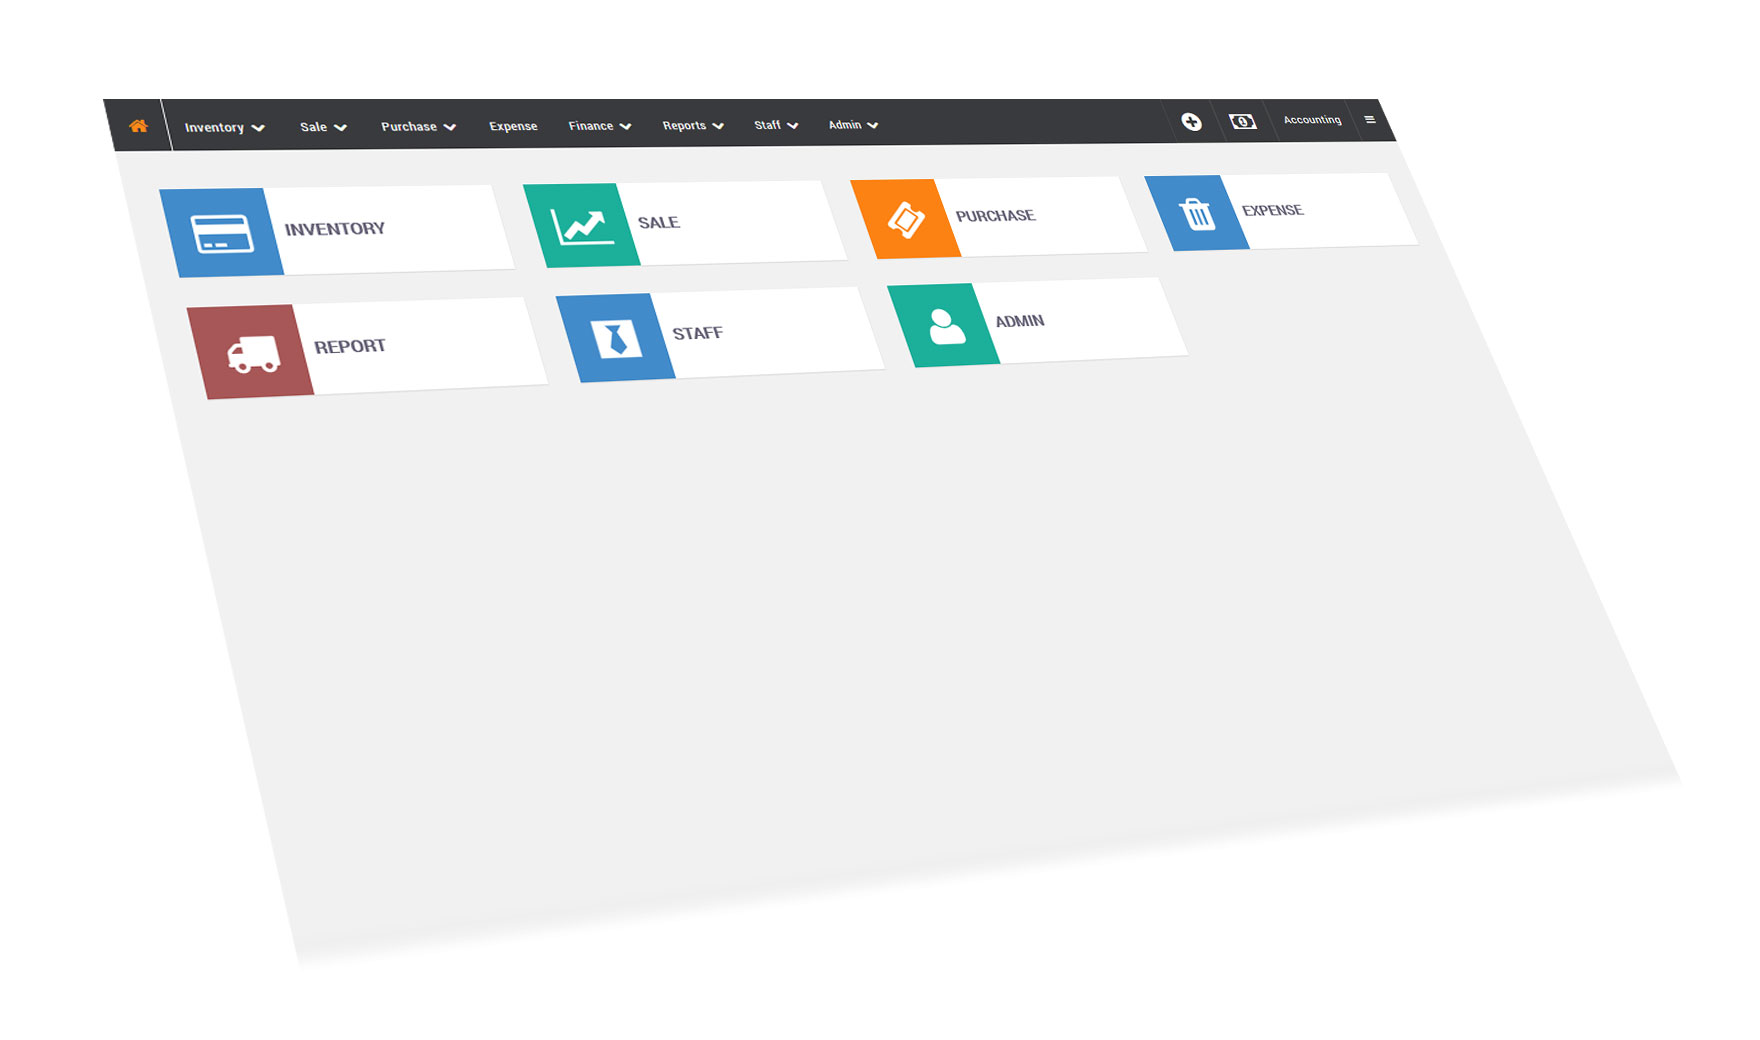 Inventory Sale Purchase Expense Finance Reports Staff Admin Accounting
INVENTORY SALE PURCHASE EXPENSE
REPORT STAFF ADMIN